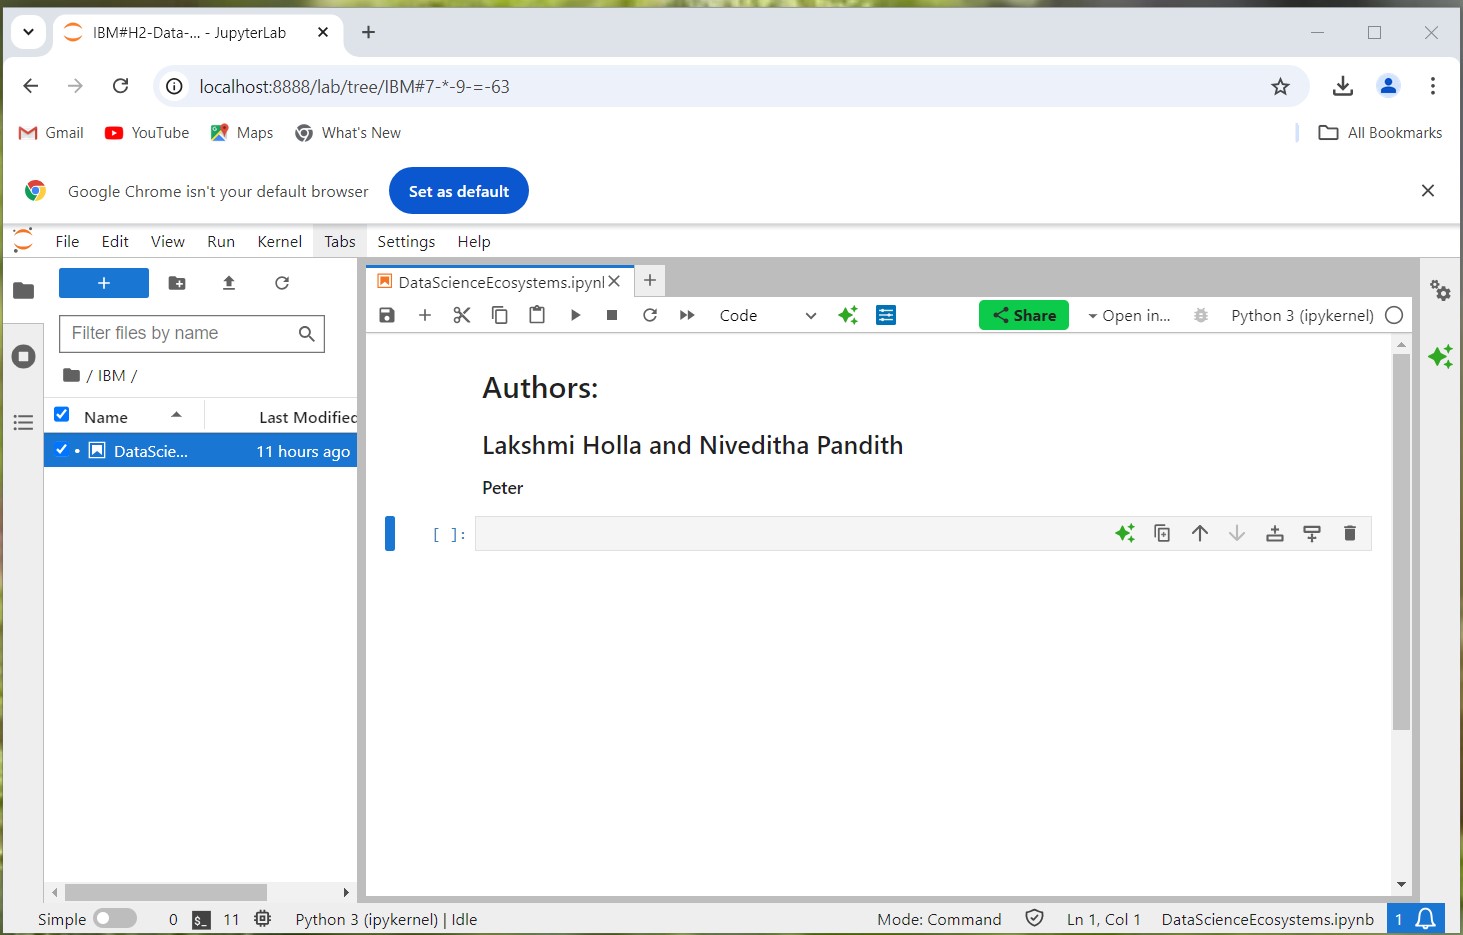 IBM#H2-Data-... - JupyterLab
localhost:8888/lab/tree/IBM#7-*-9-=-63
Gmail YouTube Maps What's New All Bookmarks
Google Chrome isn't your default browser Set as default
File Edit View Run Kernel Tabs Settings Help
DataScienceEcosystems.ipynl
Code Share Open in... Python 3 (ipykernel)
Filter files by name
/ IBM /
Name Last Modified
DataScie... 11 hours ago
Authors:
Lakshmi Holla and Niveditha Pandith
Peter
[ ]:
Simple 0 $_ 11 Python 3 (ipykernel) | Idle Mode: Command Ln 1, Col 1 DataScienceEcosystems.ipynb 1